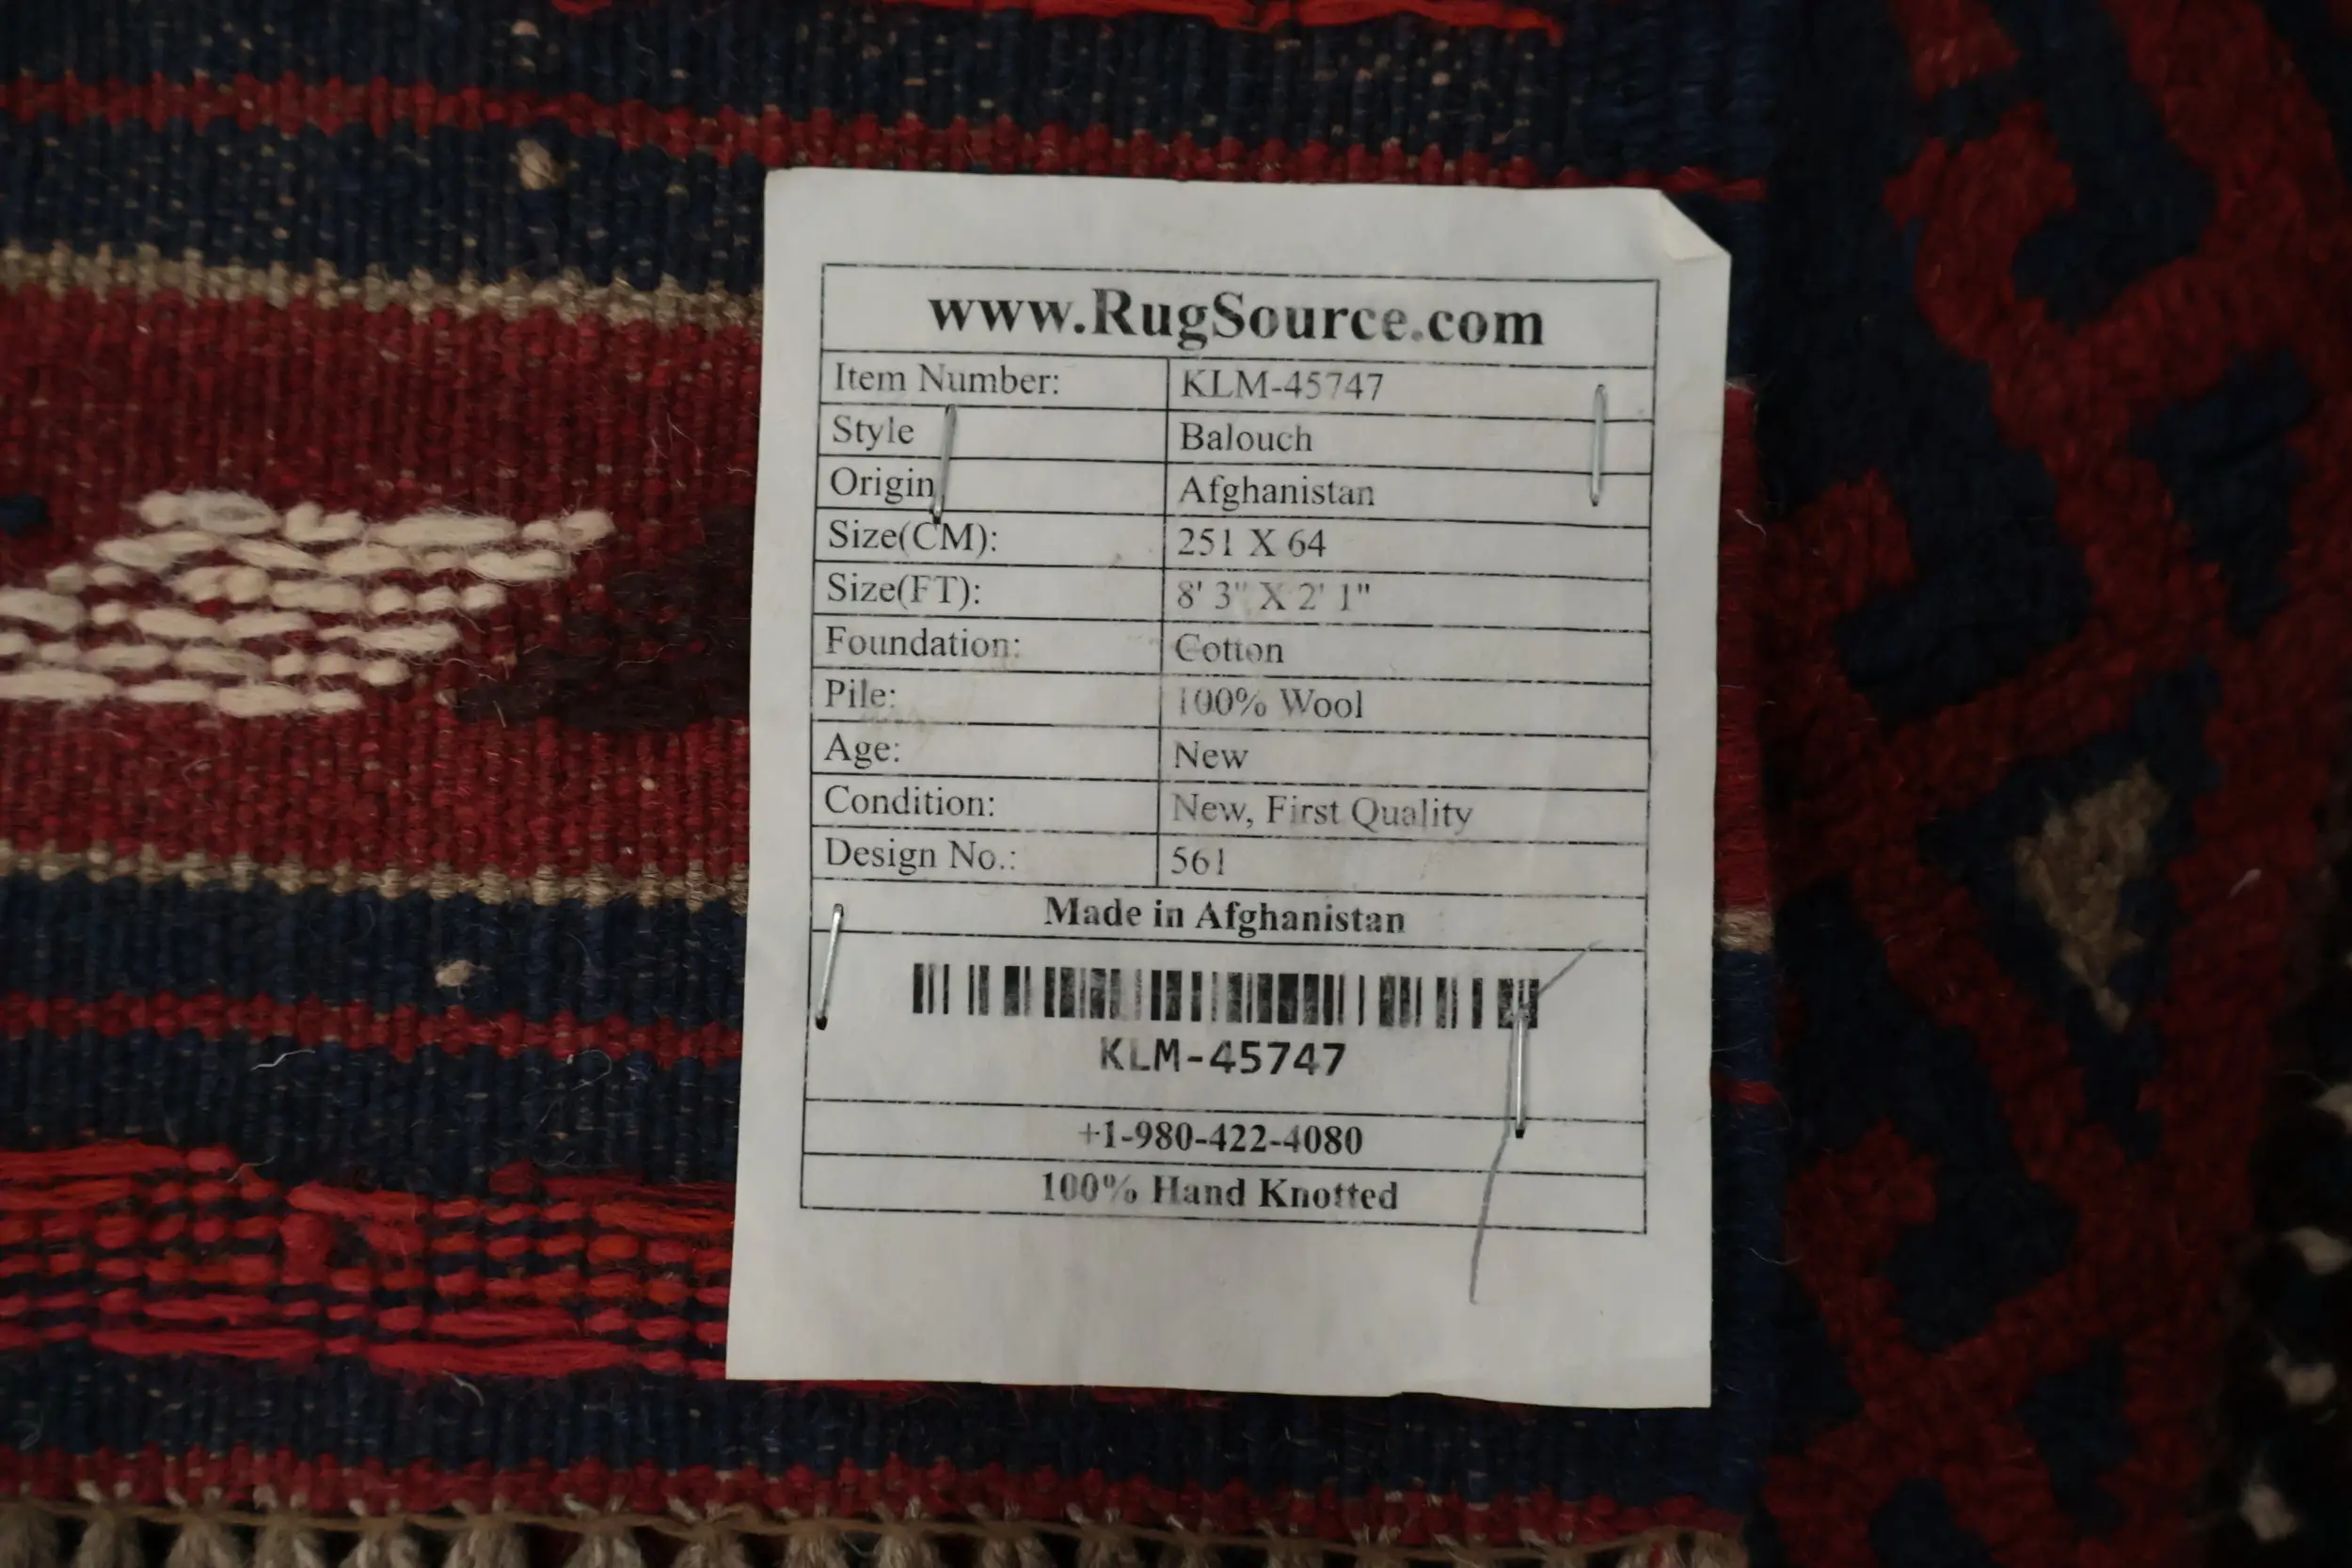 www.RugSource.com
Item Number: KLM-45747
Style Balouch
Origin Afghanistan
Size(CM): 251 X 64
Size(FT): 8' 3" X 2' 1"
Foundation: Cotton
Pile: 100% Wool
Age: New
Condition: New, First Quality
Design No.: 561
Made in Afghanistan
KLM-45747
+1-980-422-4080
100% Hand Knotted